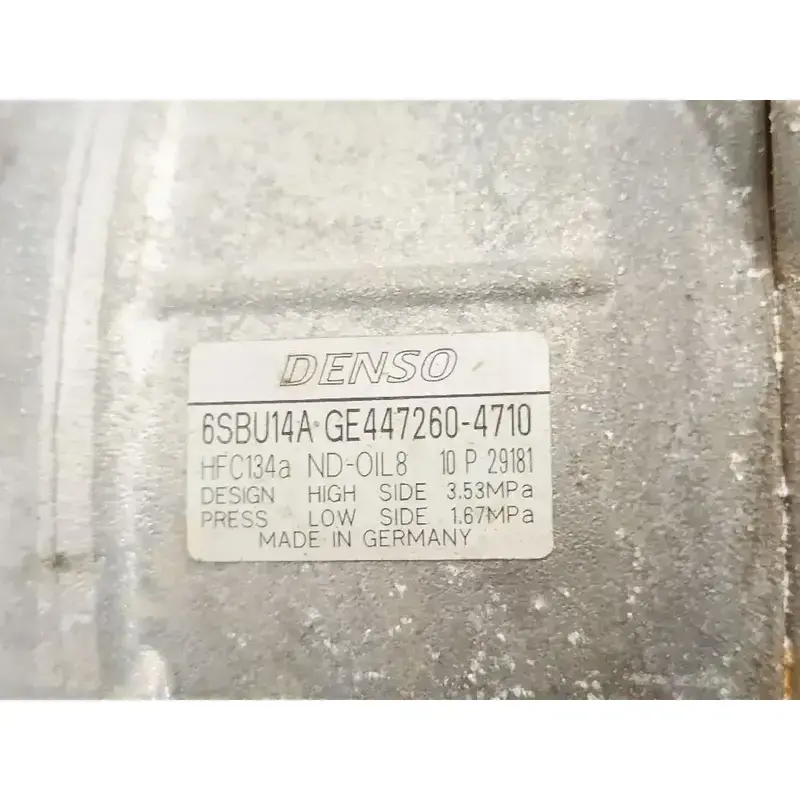 DENSO
6SBU14A GE447260-4710
HFC134a ND-OIL8 10 P 29181
DESIGN HIGH SIDE 3.53MPa
PRESS LOW SIDE 1.67MPa
MADE IN GERMANY